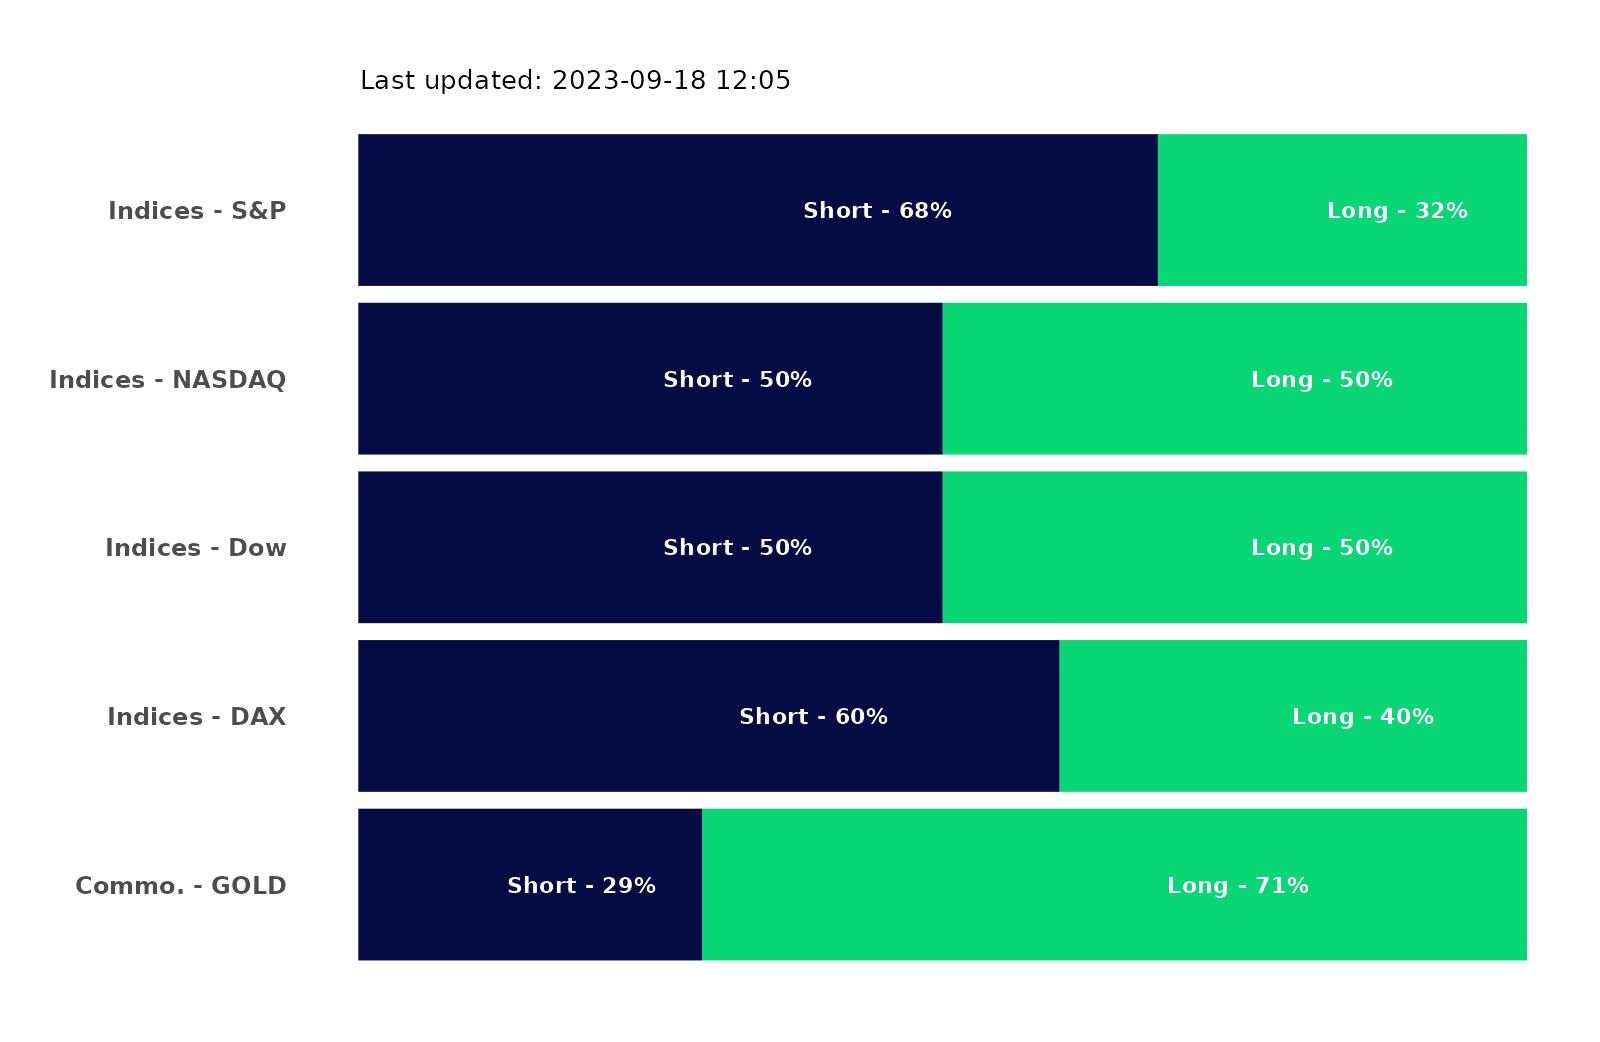 Last updated: 2023-09-18 12:05
Indices - S&P Short - 68% Long - 32%
Indices - NASDAQ Short - 50% Long - 50%
Indices - Dow Short - 50% Long - 50%
Indices - DAX Short - 60% Long - 40%
Commo. - GOLD Short - 29% Long - 71%